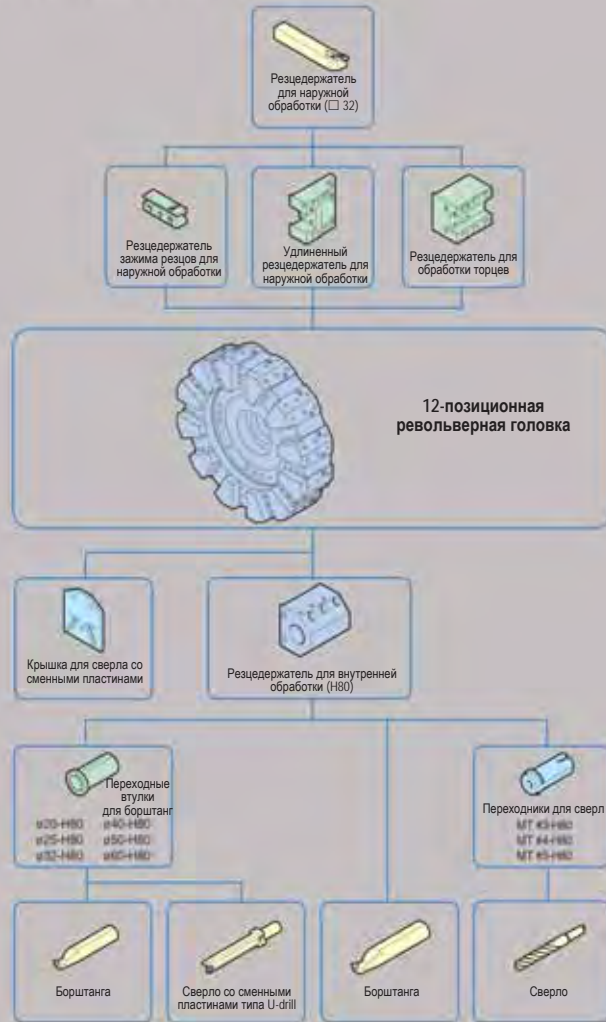 Резцедержатель
для наружной
обработки (□ 32)
Резцедержатель
зажима резцов для
наружной обработки
Удлиненный
резцедержатель для
наружной обработки
Резцедержатель для
обработки торцев
12-позиционная
револьверная головка
Крышка для сверла со
сменными пластинами
Резцедержатель для внутренней
обработки (H80)
Переходные
втулки
для борштанг
ø20-H80 ø40-H80
ø25-H80 ø50-H80
ø32-H80 ø60-H80
Переходники для сверл
MT #3-H80
MT #4-H80
MT #5-H80
Борштанга
Сверло со сменными
пластинами типа U-drill
Борштанга
Сверло